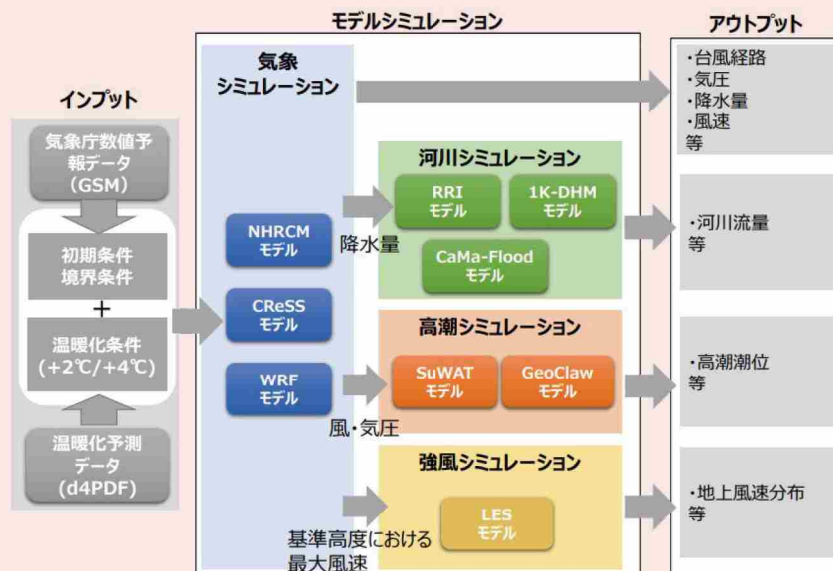 モデルシミュレーション
アウトプット
インプット
気象庁数値予
報データ
(GSM)
初期条件
境界条件
+
温暖化条件
(+2℃/+4℃)
温暖化予測
データ
(d4PDF)
気象
シミュレーション
NHRCM
モデル
CReSS
モデル
WRF
モデル
降水量
風・気圧
基準高度における
最大風速
河川シミュレーション
RRI
モデル
1K-DHM
モデル
CaMa-Flood
モデル
高潮シミュレーション
SuWAT
モデル
GeoClaw
モデル
強風シミュレーション
LES
モデル
・台風経路
・気圧
・降水量
・風速
等
・河川流量
等
・高潮潮位
等
・地上風速分布
等